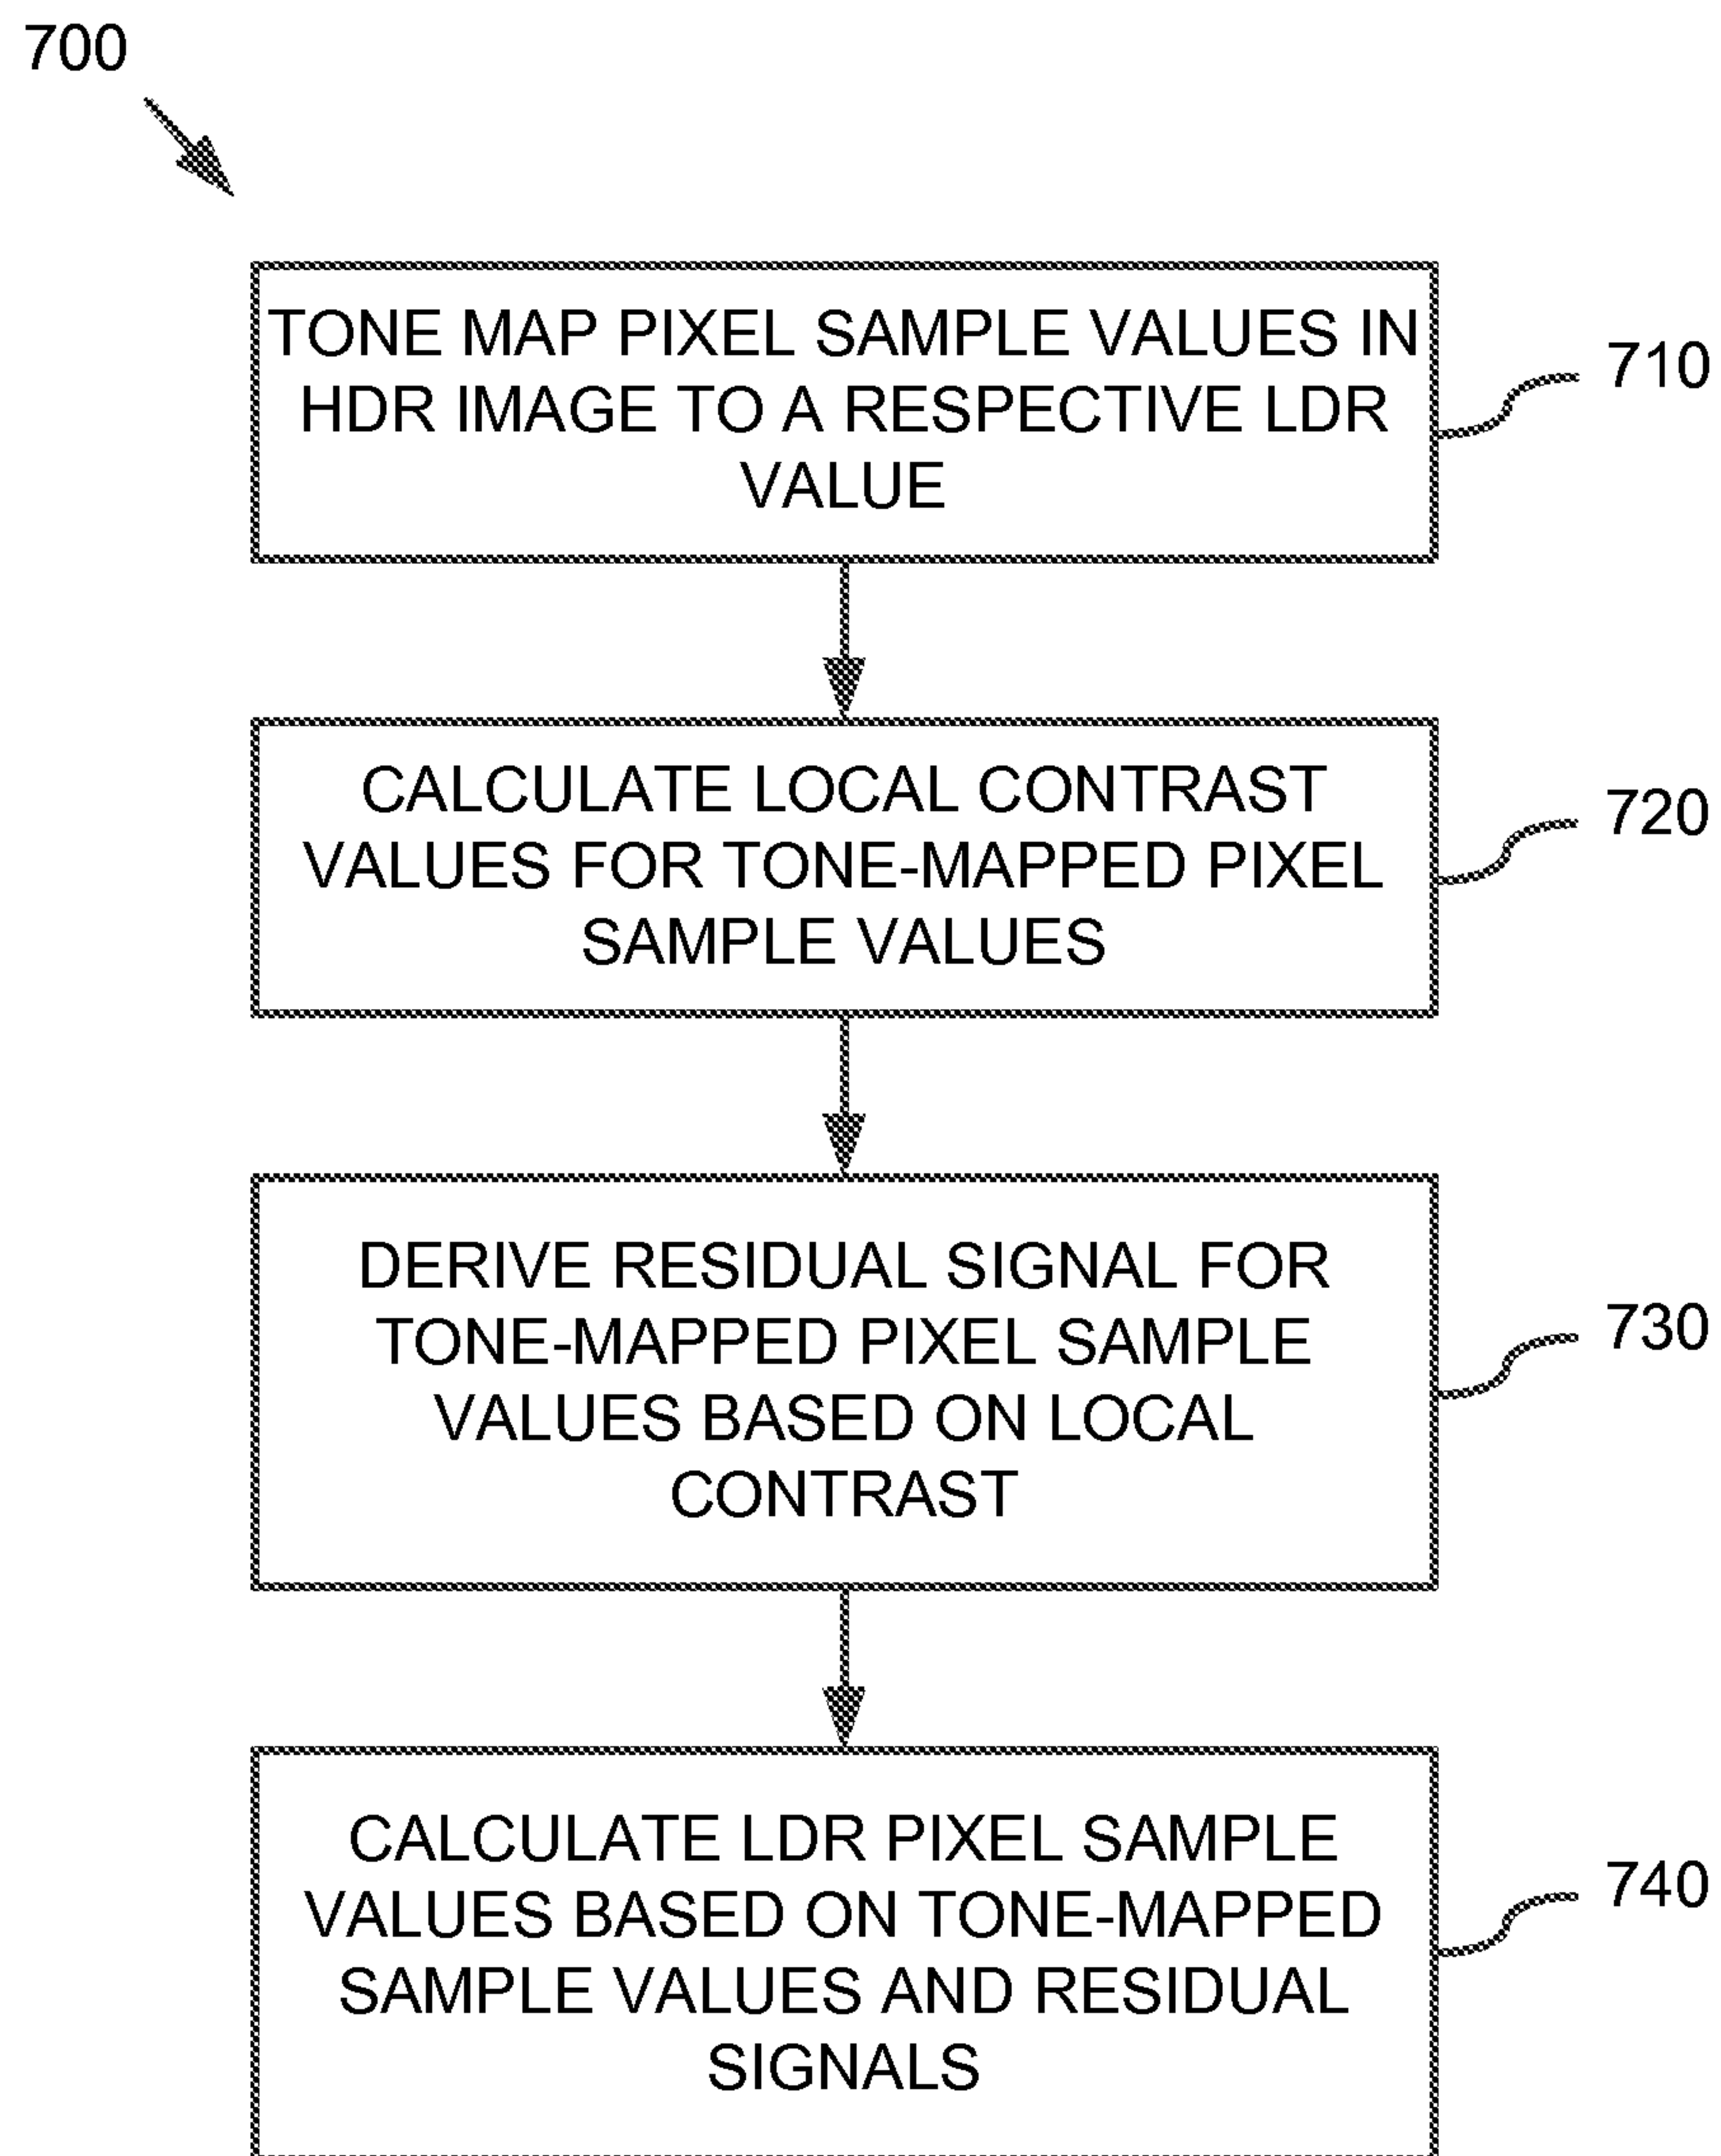 700
TONE MAP PIXEL SAMPLE VALUES IN
HDR IMAGE TO A RESPECTIVE LDR
VALUE
710
CALCULATE LOCAL CONTRAST
VALUES FOR TONE-MAPPED PIXEL
SAMPLE VALUES
720
DERIVE RESIDUAL SIGNAL FOR
TONE-MAPPED PIXEL SAMPLE
VALUES BASED ON LOCAL
CONTRAST
730
CALCULATE LDR PIXEL SAMPLE
VALUES BASED ON TONE-MAPPED
SAMPLE VALUES AND RESIDUAL
SIGNALS
740